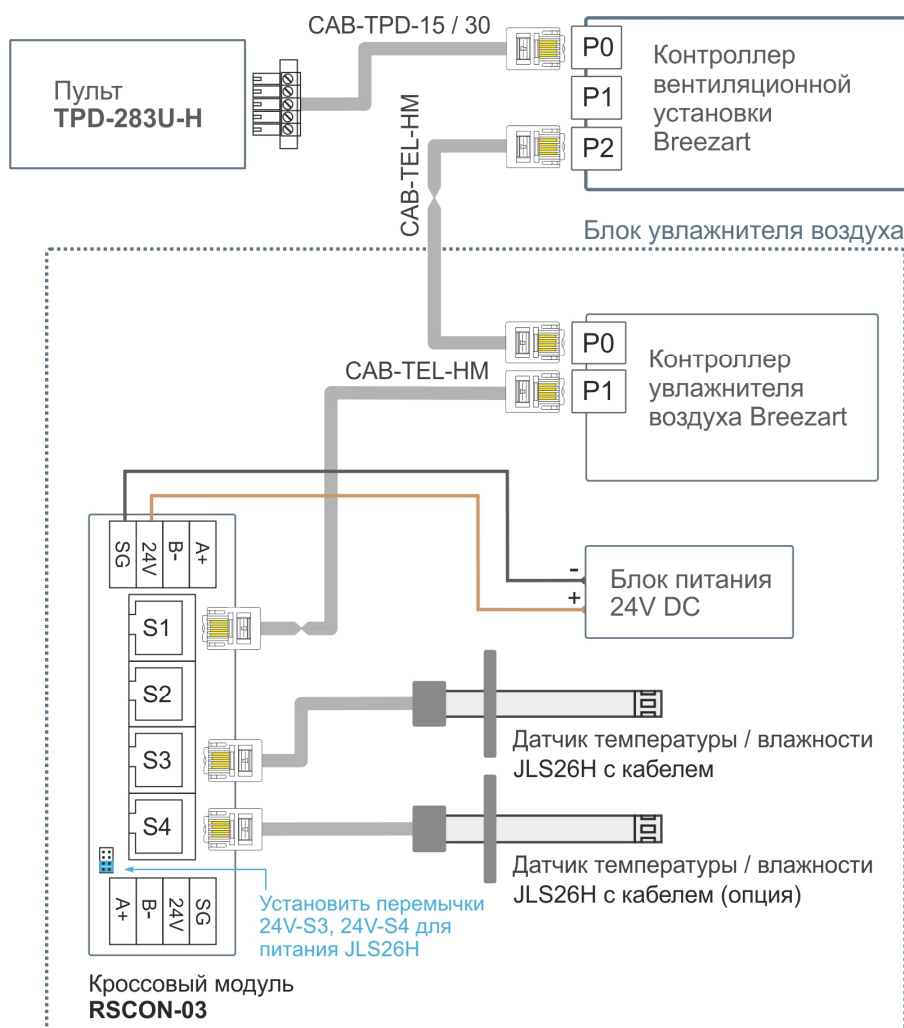 CAB-TPD-15 / 30
Пульт
TPD-283U-H
P0
P1
P2
Контроллер
вентиляционной
установки
Breezart
CAB-TEL-HM
Блок увлажнителя воздуха
P0
P1
Контроллер
увлажнителя
воздуха Breezart
CAB-TEL-HM
SG
24V
B-
A+
-
+
Блок питания
24V DC
S1
S2
S3
S4
Датчик температуры / влажности
JLS26H с кабелем
Датчик температуры / влажности
JLS26H с кабелем (опция)
Установить перемычки
24V-S3, 24V-S4 для
питания JLS26H
A+
B-
24V
SG
Кроссовый модуль
RSCON-03